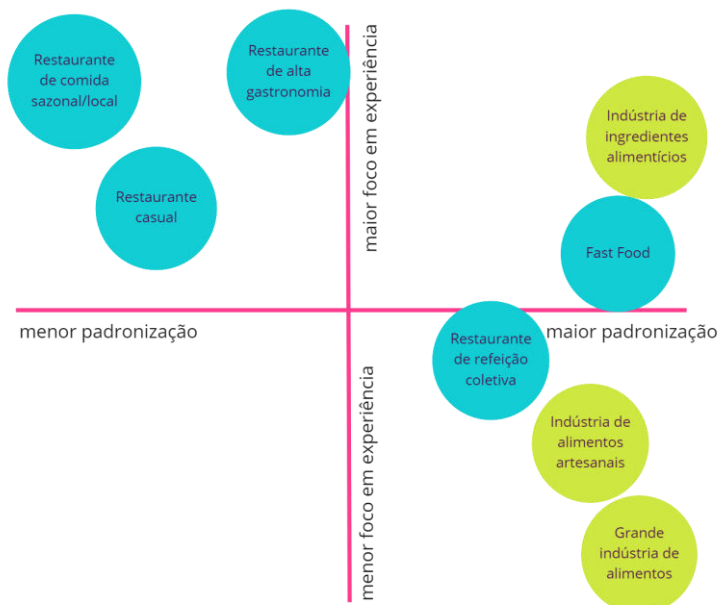 Restaurante
de comida
sazonal/local
Restaurante
de alta
gastronomia
maior foco em experiência
Indústria de
ingredientes
alimentícios
Restaurante
casual
Fast Food
menor padronização
maior padronização
Restaurante
de refeição
coletiva
menor foco em experiência
Indústria de
alimentos
artesanais
Grande
indústria de
alimentos